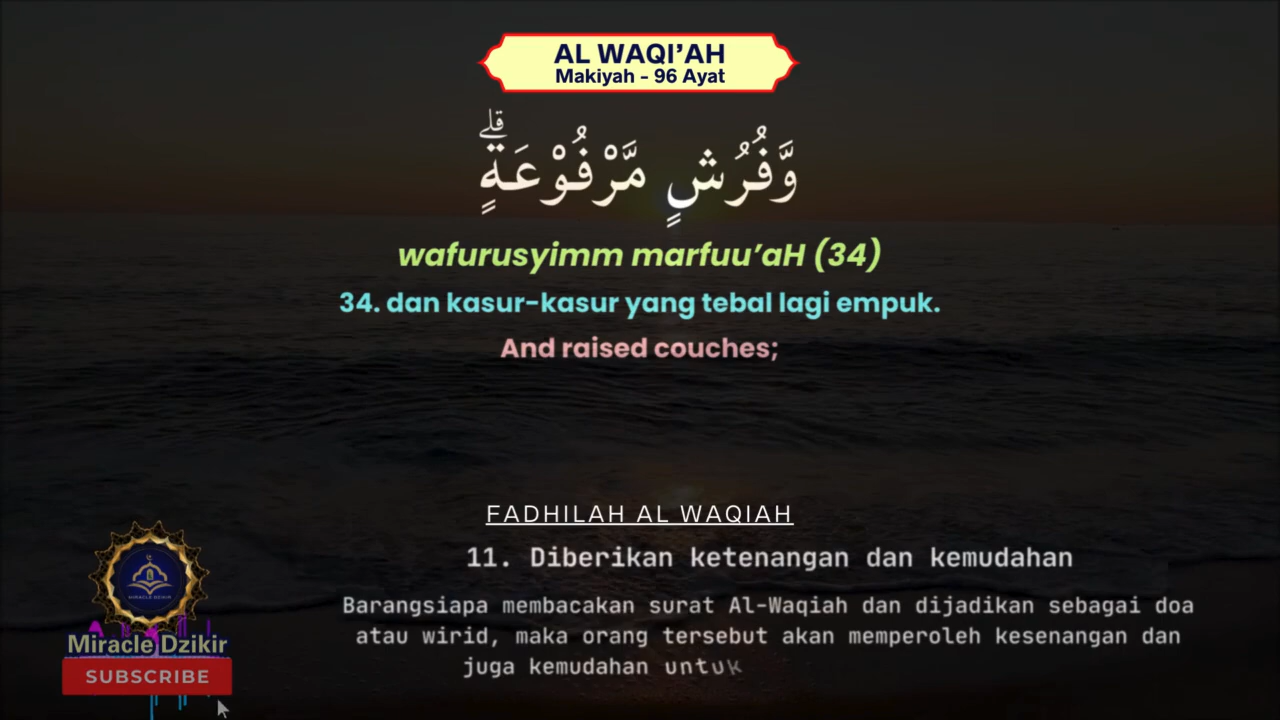 AL WAQI’AH
Makiyah - 96 Ayat
وَّفُرُشٍ مَّرْفُوْعَةٍۗ
wafurusyimm marfuu’aH (34)
34. dan kasur-kasur yang tebal lagi empuk.
And raised couches;
FADHILAH AL WAQIAH
11. Diberikan ketenangan dan kemudahan
Barangsiapa membacakan surat Al-Waqiah dan dijadikan sebagai doa
atau wirid, maka orang tersebut akan memperoleh kesenangan dan
juga kemudahan untuk
MIRACLE DZIKIR
Miracle Dzikir
SUBSCRIBE